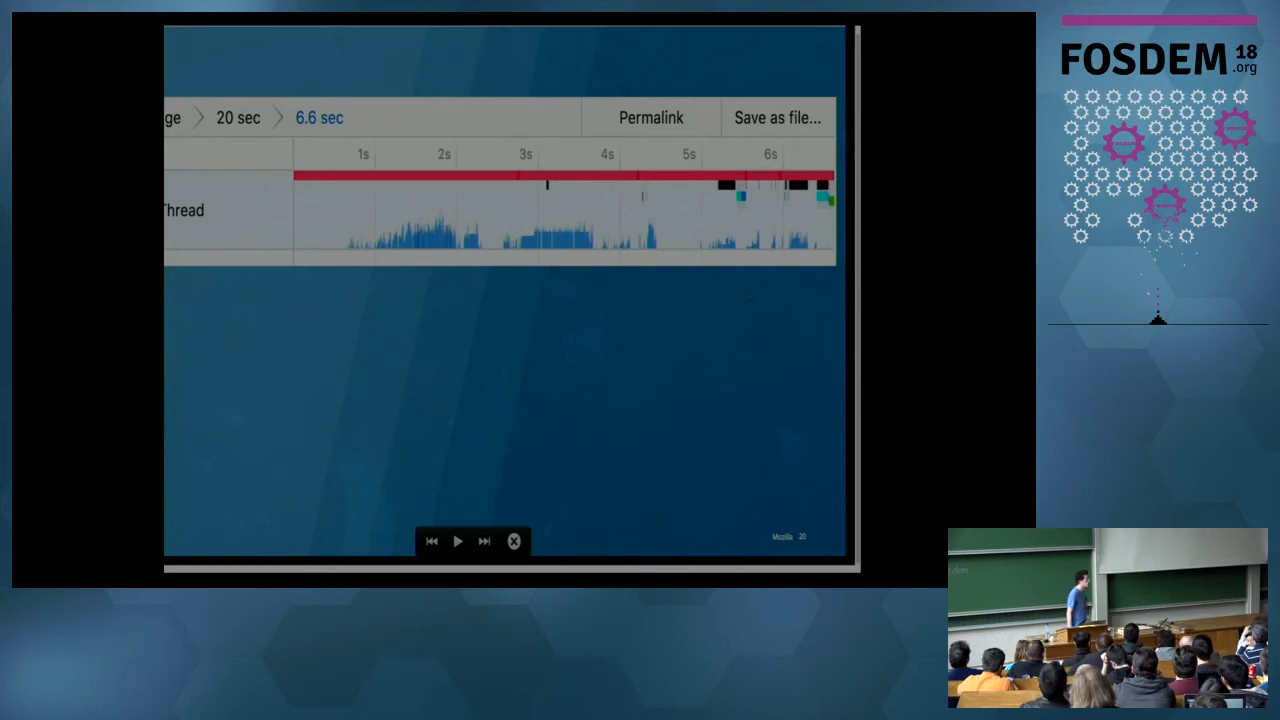 ge 20 sec 6.6 sec Permalink Save as file...
1s 2s 3s 4s 5s 6s
Thread
Mozilla 20
FOSDEM 18
.org